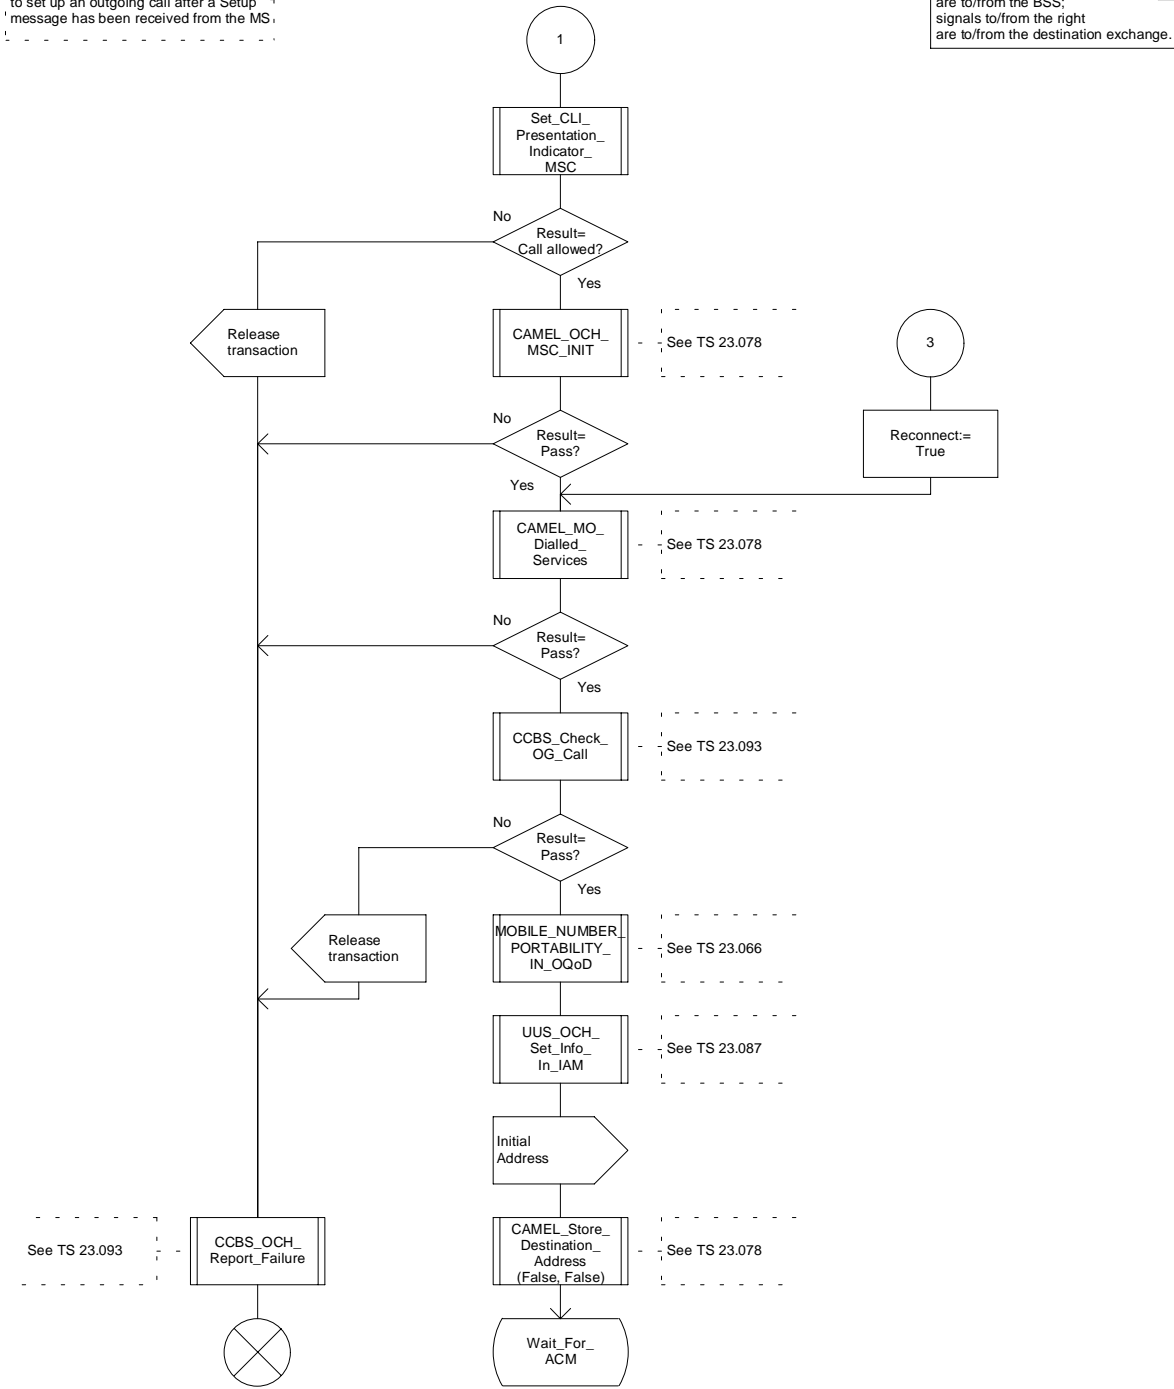 to set up an outgoing call after a Setup
message has been received from the MS
are to/from the BSS;
signals to/from the right
are to/from the destination exchange.
1
Set_CLI_
Presentation_
Indicator_
MSC
No
Result=
Call allowed?
Yes
Release
transaction
CAMEL_OCH_
MSC_INIT
See TS 23.078
3
No
Result=
Pass?
Reconnect:=
True
Yes
CAMEL_MO_
Dialled_
Services
See TS 23.078
No
Result=
Pass?
Yes
CCBS_Check_
OG_Call
See TS 23.093
No
Result=
Pass?
Yes
Release
transaction
MOBILE_NUMBER_
PORTABILITY_
IN_OQoD
See TS 23.066
UUS_OCH_
Set_Info_
In_IAM
See TS 23.087
Initial
Address
See TS 23.093
CCBS_OCH_
Report_Failure
CAMEL_Store_
Destination_
Address
(False, False)
See TS 23.078
Wait_For_
ACM